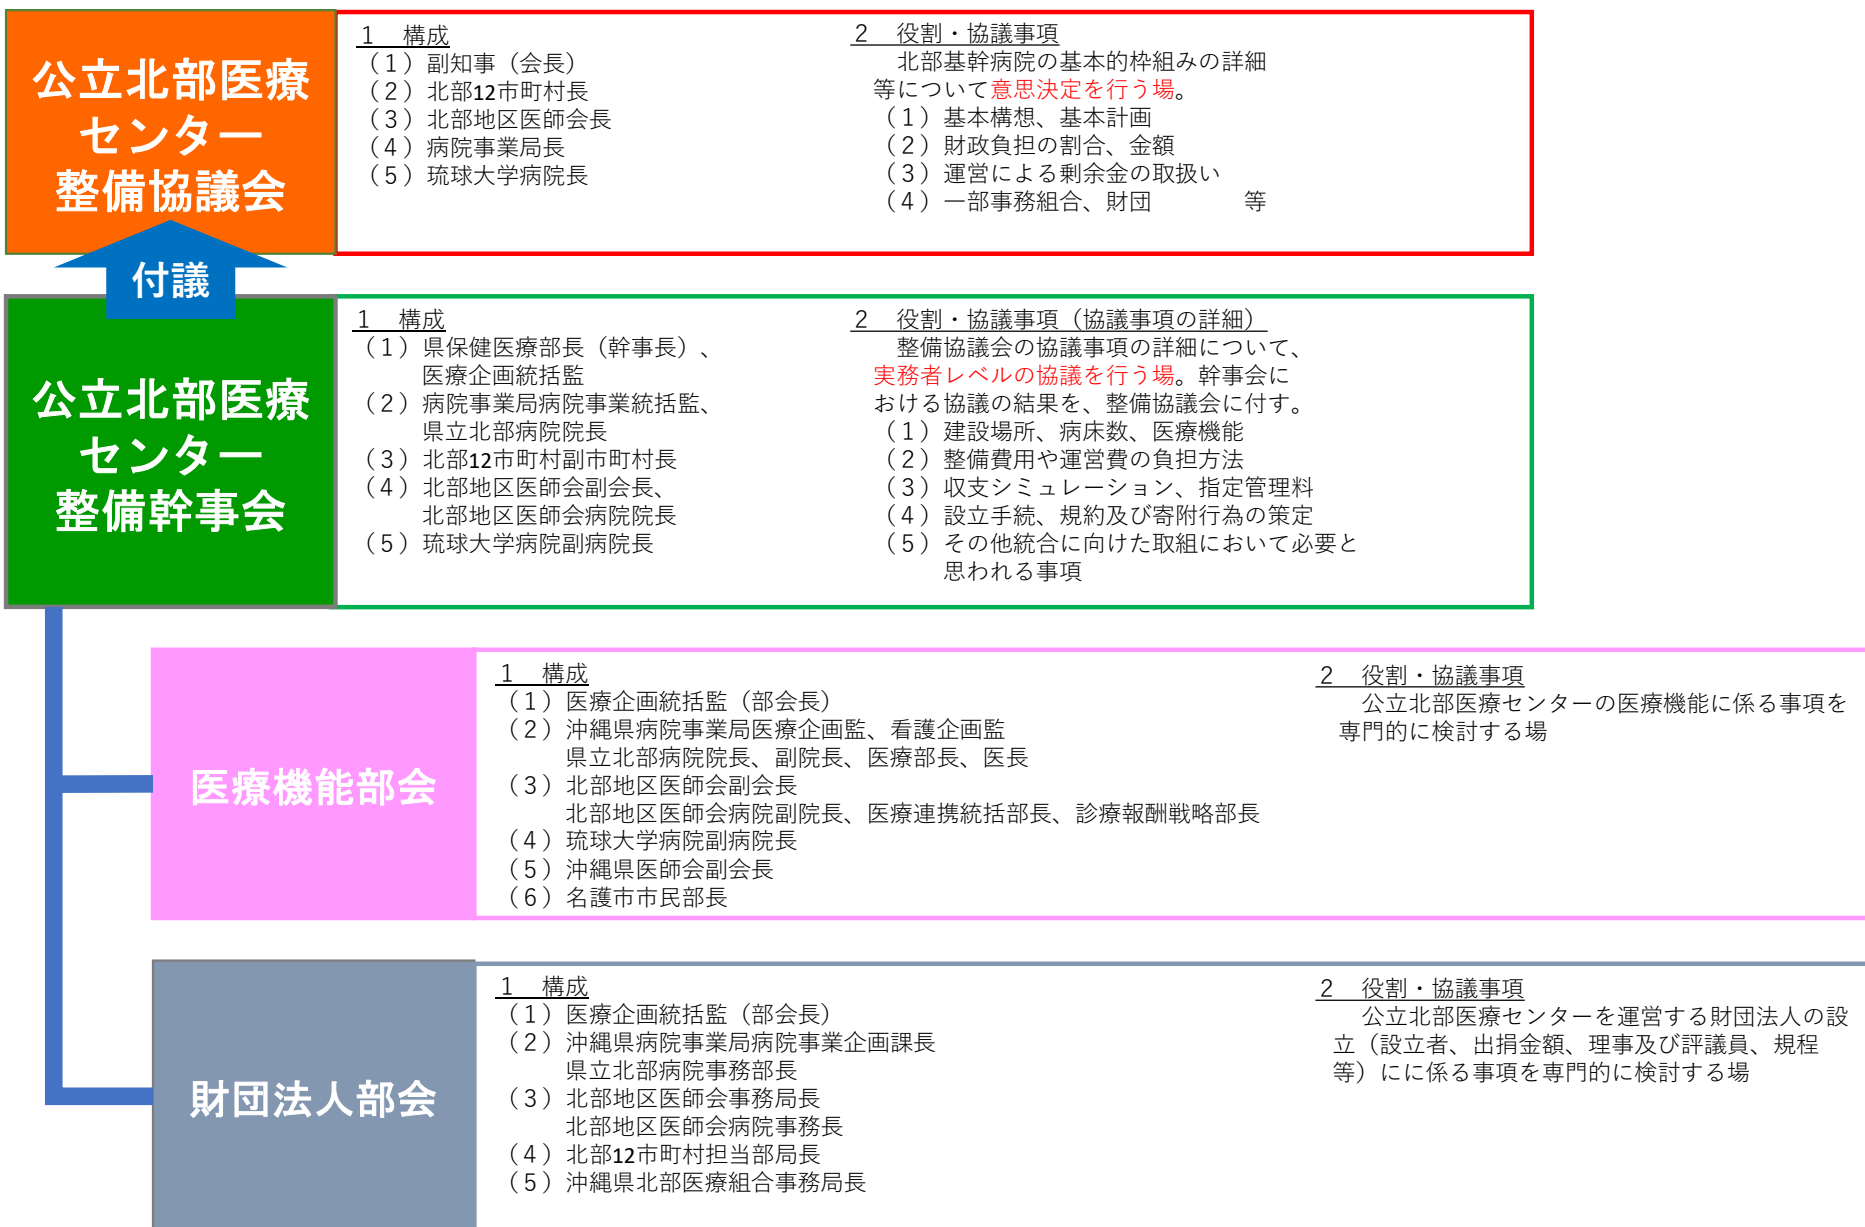 公立北部医療
センター
整備協議会
1 構成
（1）副知事（会長）
（2）北部12市町村長
（3）北部地区医師会長
（4）病院事業局長
（5）琉球大学病院長
2 役割・協議事項
北部基幹病院の基本的枠組みの詳細
等について意思決定を行う場。
（1）基本構想、基本計画
（2）財政負担の割合、金額
（3）運営による剰余金の取扱い
（4）一部事務組合、財団 等
付議
公立北部医療
センター
整備幹事会
1 構成
（1）県保健医療部長（幹事長）、
医療企画統括監
（2）病院事業局病院事業統括監、
県立北部病院院長
（3）北部12市町村副市町村長
（4）北部地区医師会副会長、
北部地区医師会病院院長
（5）琉球大学病院副病院長
2 役割・協議事項（協議事項の詳細）
整備協議会の協議事項の詳細について、
実務者レベルの協議を行う場。幹事会に
おける協議の結果を、整備協議会に付す。
（1）建設場所、病床数、医療機能
（2）整備費用や運営費の負担方法
（3）収支シミュレーション、指定管理料
（4）設立手続、規約及び寄附行為の策定
（5）その他統合に向けた取組において必要と
思われる事項
医療機能部会
1 構成
（1）医療企画統括監（部会長）
（2）沖縄県病院事業局医療企画監、看護企画監
県立北部病院院長、副院長、医療部長、医長
（3）北部地区医師会副会長
北部地区医師会病院副院長、医療連携統括部長、診療報酬戦略部長
（4）琉球大学病院副病院長
（5）沖縄県医師会副会長
（6）名護市市民部長
2 役割・協議事項
公立北部医療センターの医療機能に係る事項を
専門的に検討する場
財団法人部会
1 構成
（1）医療企画統括監（部会長）
（2）沖縄県病院事業局病院事業企画課長
県立北部病院事務部長
（3）北部地区医師会事務局長
北部地区医師会病院事務長
（4）北部12市町村担当部局長
（5）沖縄県北部医療組合事務局長
2 役割・協議事項
公立北部医療センターを運営する財団法人の設
立（設立者、出捐金額、理事及び評議員、規程
等）にに係る事項を専門的に検討する場